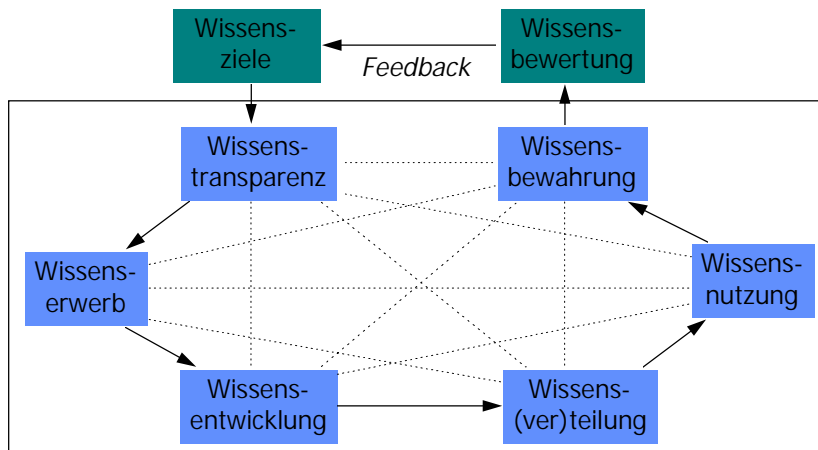 Wissens-
ziele
Feedback
Wissens-
bewertung
Wissens-
transparenz
Wissens-
bewahrung
Wissens-
erwerb
Wissens-
nutzung
Wissens-
entwicklung
Wissens-
(ver)teilung